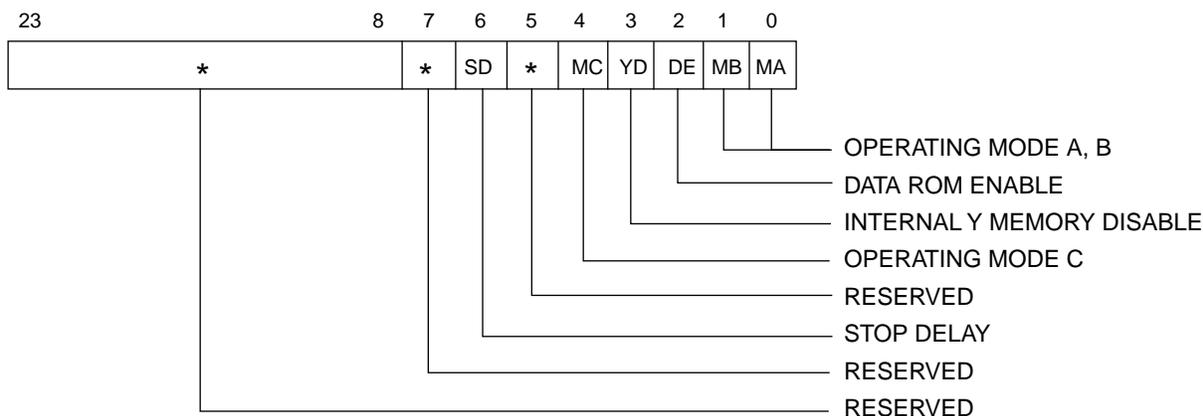 23 8 7 6 5 4 3 2 1 0
* * SD * MC YD DE MB MA
OPERATING MODE A, B
DATA ROM ENABLE
INTERNAL Y MEMORY DISABLE
OPERATING MODE C
RESERVED
STOP DELAY
RESERVED
RESERVED